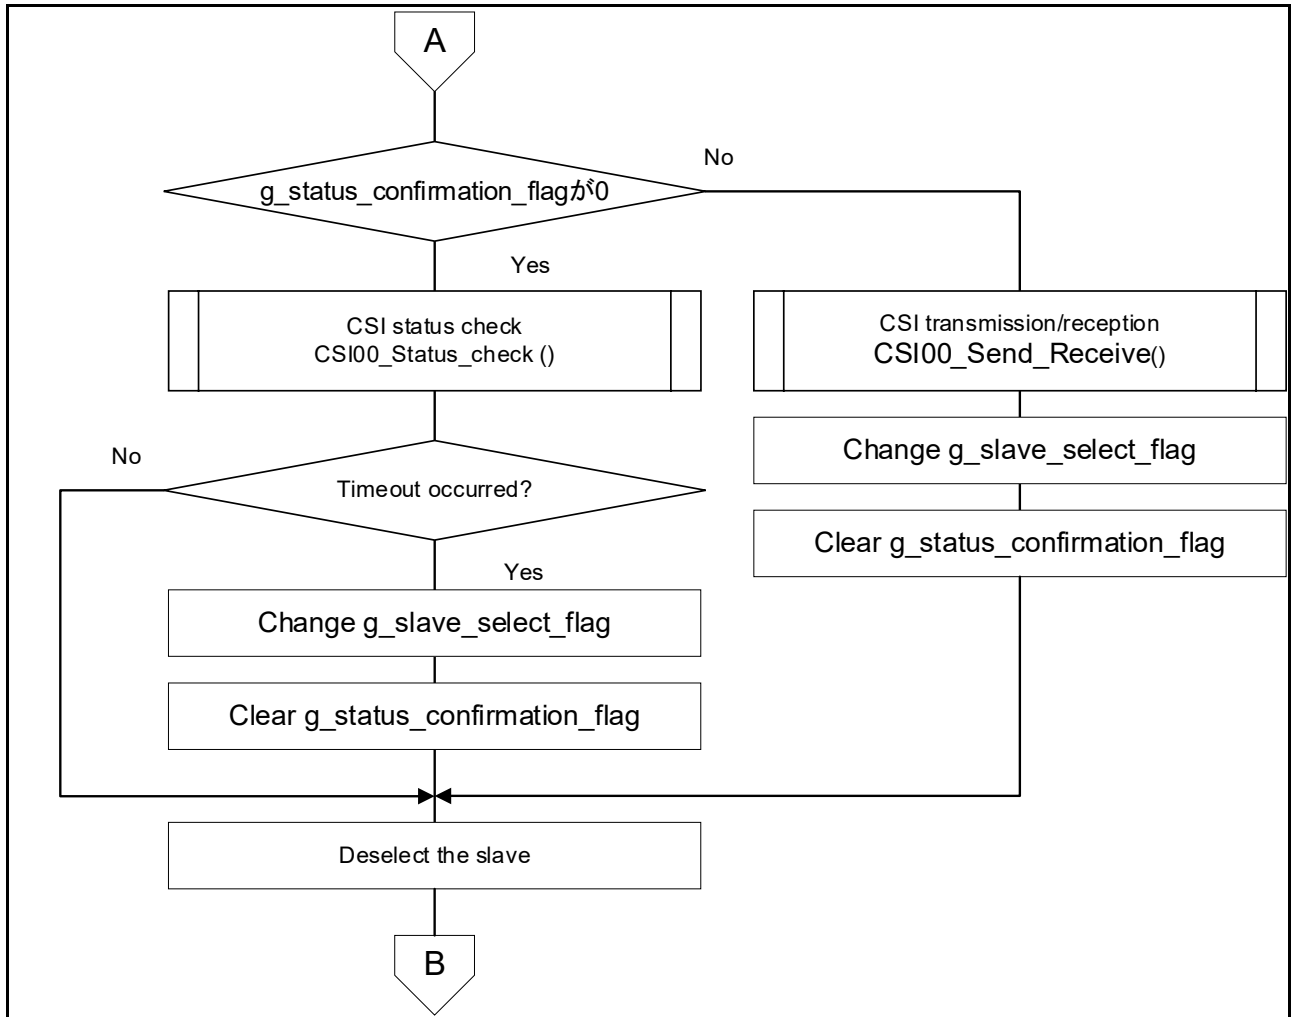 A
g_status_confirmation_flagが0
No
Yes
CSI status check
CSI00_Status_check ()
CSI transmission/reception
CSI00_Send_Receive()
Change g_slave_select_flag
Clear g_status_confirmation_flag
No
Timeout occurred?
Yes
Change g_slave_select_flag
Clear g_status_confirmation_flag
Deselect the slave
B